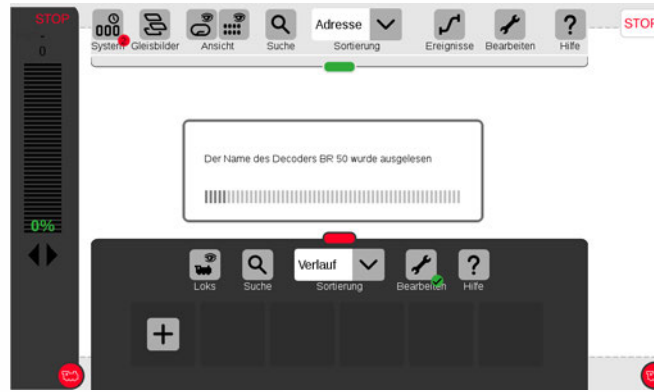 STOP
-
0
0%
System
Gleisbilder
Ansicht
Suche
Adresse
Sortierung
Ereignisse
Bearbeiten
?
Hilfe
STOP
Der Name des Decoders BR 50 wurde ausgelesen
Loks
Suche
Verlauf
Sortierung
Bearbeiten
?
Hilfe
+